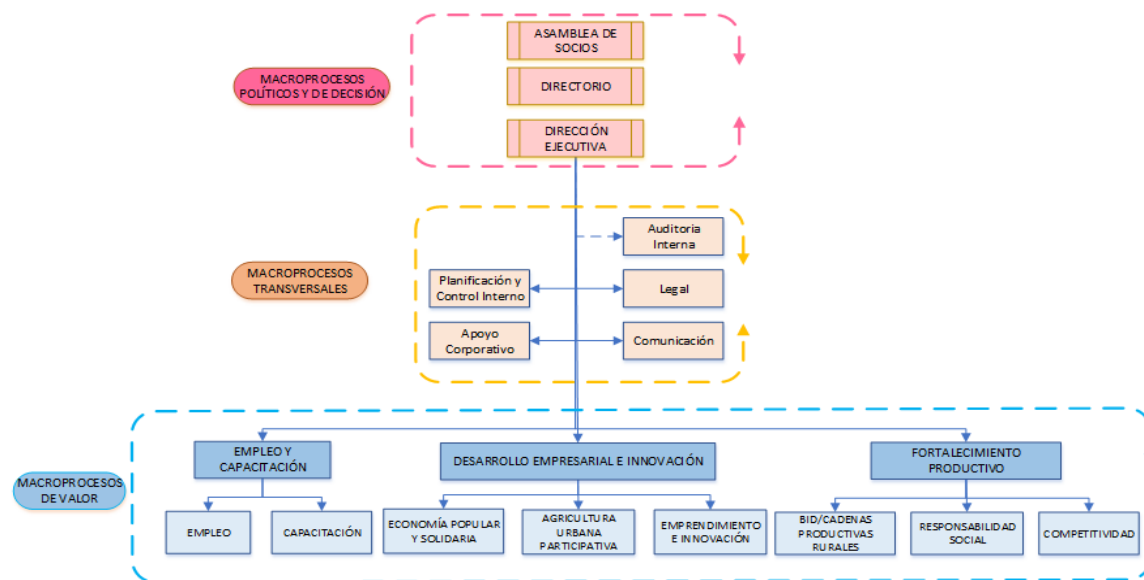 ASAMBLEA DE
SOCIOS
MACROPROCESOS
POLÍTICOS Y DE DECISIÓN
DIRECTORIO
DIRECCIÓN
EJECUTIVA
Auditoria
Interna
MACROPROCESOS
TRANSVERSALES
Planificación y
Control Interno
Legal
Apoyo
Corporativo
Comunicación
EMPLEO Y
CAPACITACIÓN
DESARROLLO EMPRESARIAL E INNOVACIÓN
FORTALECIMIENTO
PRODUCTIVO
MACROPROCESOS
DE VALOR
EMPLEO
CAPACITACIÓN
ECONOMÍA POPULAR
Y SOLIDARIA
AGRICULTURA
URBANA
PARTICIPATIVA
EMPRENDIMIENTO
E INNOVACIÓN
BID/CADENAS
PRODUCTIVAS
RURALES
RESPONSABILIDAD
SOCIAL
COMPETITIVIDAD